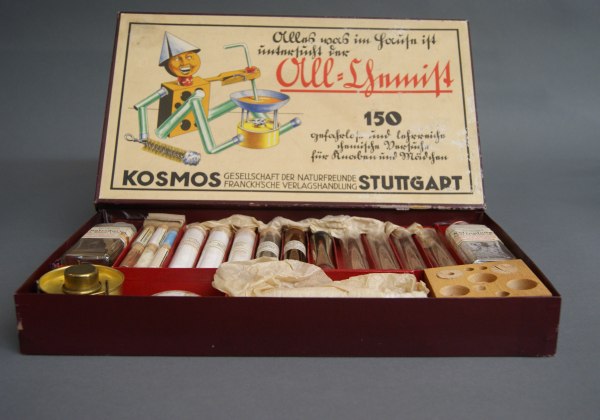 Alles was im Hause ist
untersucht der
All=Chemist
150
gefahrlose und lehrreiche
chemische Versuche
für Knaben und Mädchen
KOSMOS GESELLSCHAFT DER NATURFREUNDE
FRANCKH'SCHE VERLAGSHANDLUNG STUTTGART